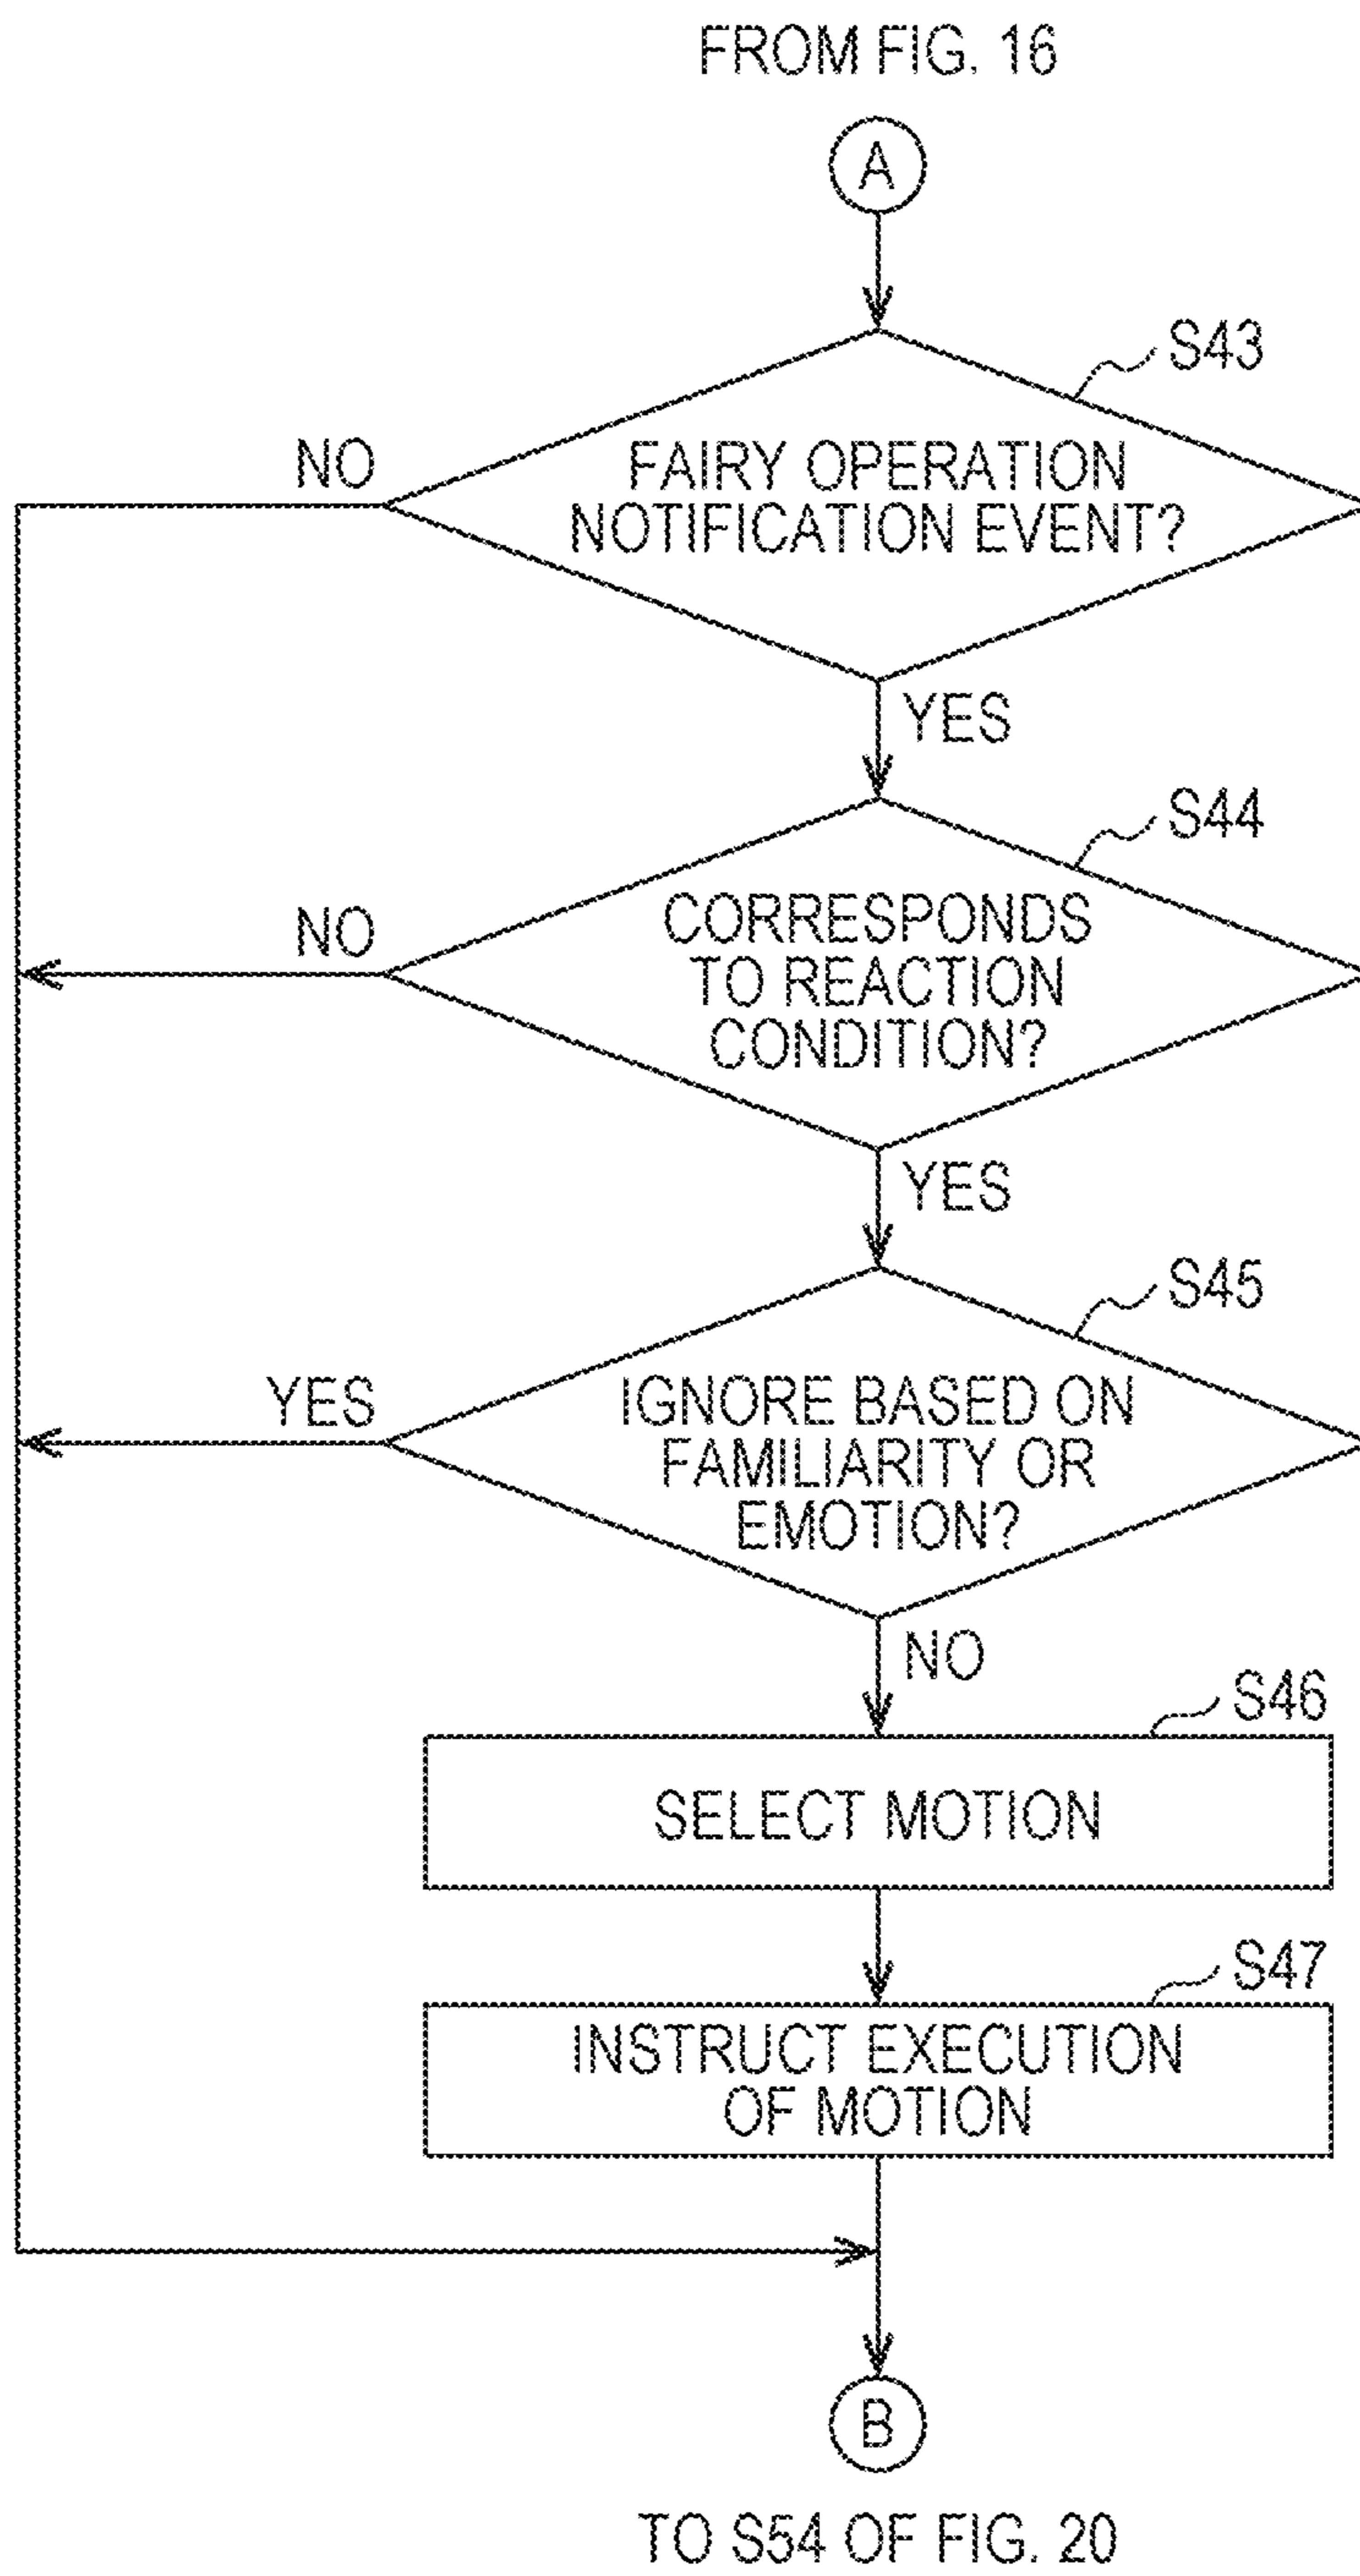 FROM FIG. 16
A
S43
NO
FAIRY OPERATION
NOTIFICATION EVENT?
YES
S44
NO
CORRESPONDS
TO REACTION
CONDITION?
YES
S45
YES
IGNORE BASED ON
FAMILIARITY OR
EMOTION?
NO
S46
SELECT MOTION
S47
INSTRUCT EXECUTION
OF MOTION
B
TO S54 OF FIG. 20